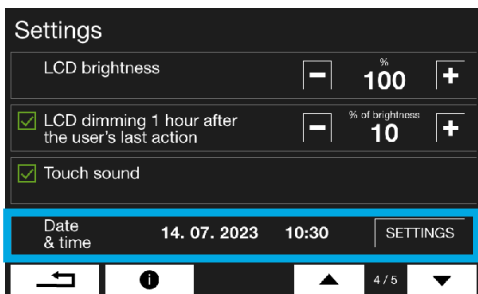 Settings
LCD brightness
%
100
LCD dimming 1 hour after
the user's last action
% of brightness
10
Touch sound
Date
& time
14. 07. 2023
10:30
SETTINGS
4/5